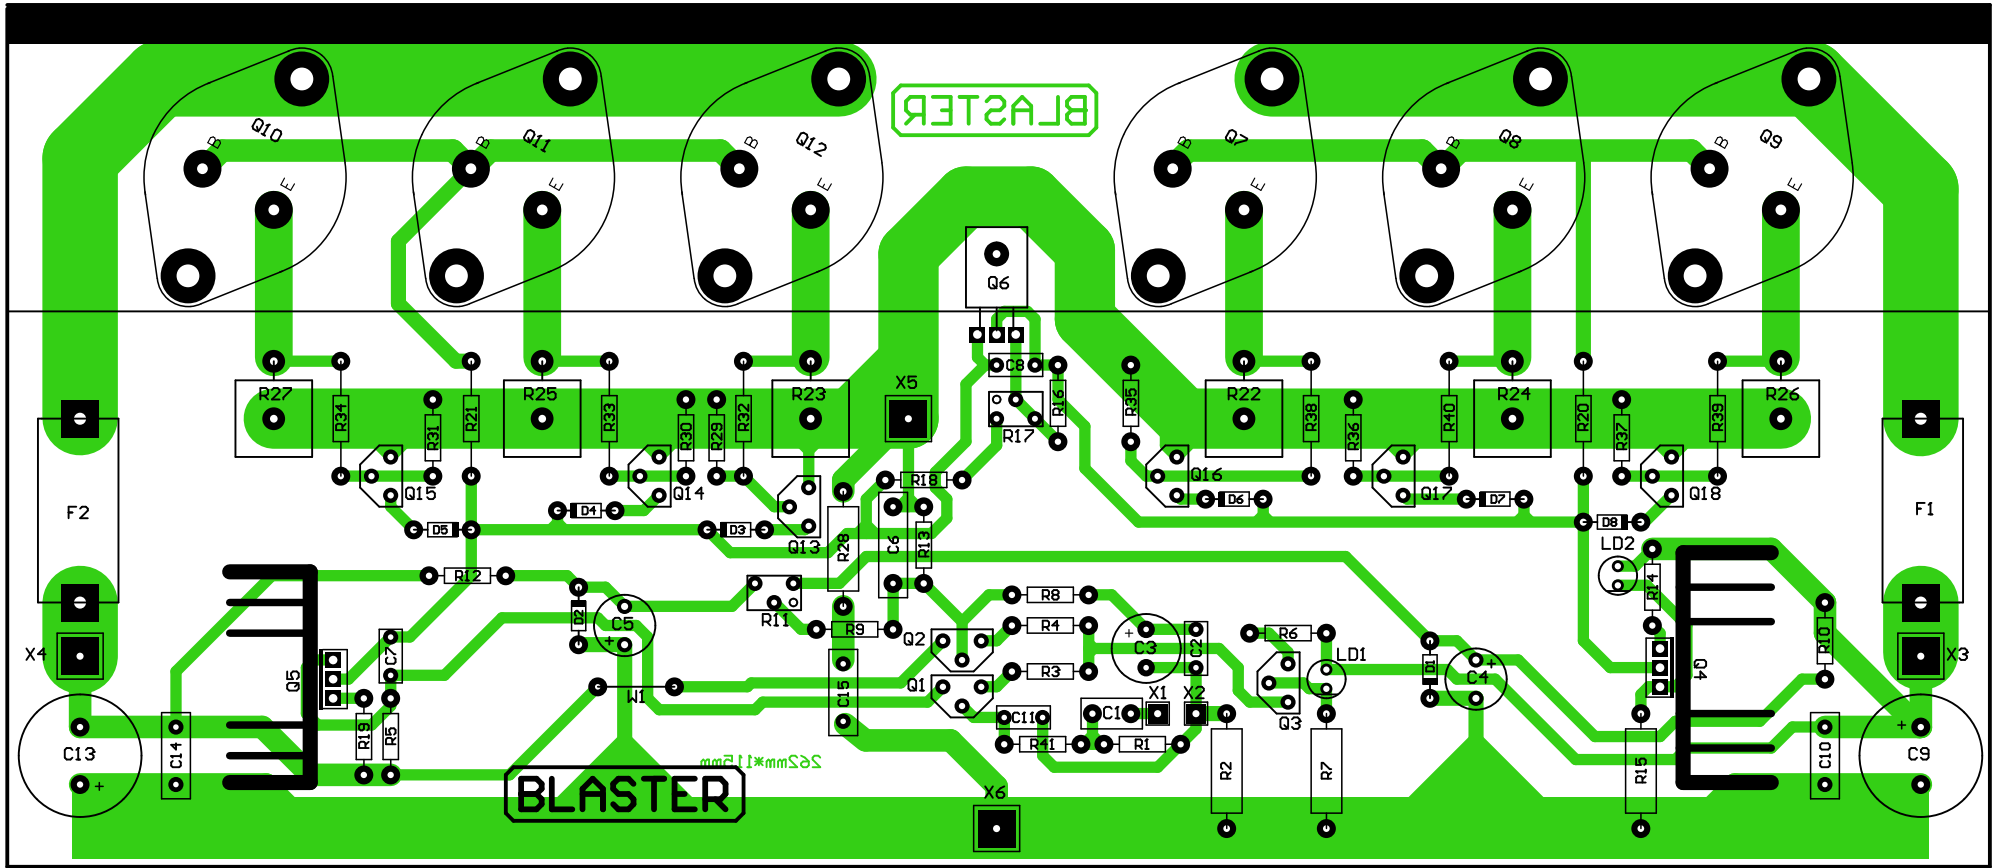 Q10
B
E
Q11
B
E
Q12
B
E
BLASTER
Q7
B
E
Q8
B
E
Q9
B
E
Q6
R27
R34
R31
R21
R25
R33
R30
R29
R32
R23
X5
C8
R16
R17
R35
R22
R38
R36
R40
R24
R20
R37
R39
R26
F2
Q15
D5
D4
Q14
D3
Q13
R28
R18
C6
R13
Q16
D6
Q17
D7
Q18
D8
LD2
F1
R12
D2
C5
+
R11
R9
Q2
R8
R4
R3
C3
+
C2
R6
LD1
D1
C4
+
R14
Q4
R10
X3
X4
Q5
C7
W1
C15
Q1
C11
C1
X1
X2
Q3
R41
R1
C13
+
C14
R19
R5
262mm*115mm
BLASTER
X6
R2
R7
R15
C10
C9
+